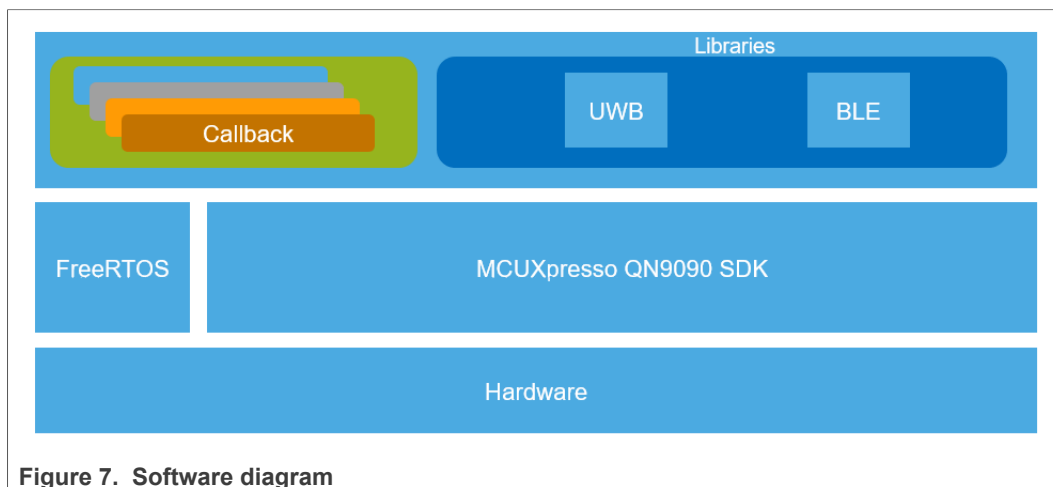 Libraries
Callback
UWB
BLE
FreeRTOS
MCUXpresso QN9090 SDK
Hardware
Figure 7. Software diagram